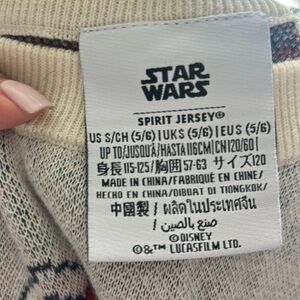 STAR
WARS
SPIRIT JERSEY®
US S/CH (5/6)|UKS (5/6)|EUS (5/6)
UP TO/JUSQU'À/HASTA 116CM|CN120/60|
身長 115-125/胸囲 57-63 サイズ120
MADE IN CHINA/FABRIQUÉ EN CHINE/
HECHO EN CHINA/DIBUAT DI TIONGKOK/
中國製 / ผลิตในประเทศจีน
صنع بالصين /
©DISNEY
©&™ LUCASFILM LTD.